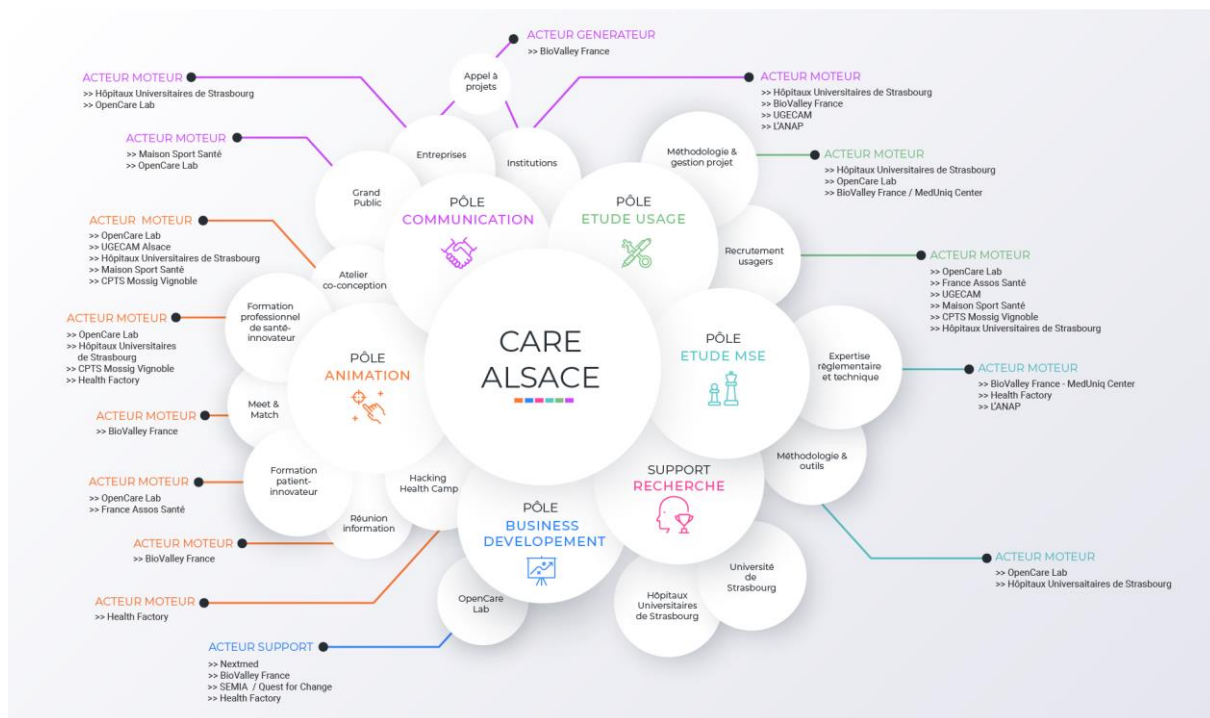 ACTEUR GENERATEUR
>> BioValley France
Appel à
projets
ACTEUR MOTEUR
>> Hôpitaux Universitaires de Strasbourg
>> OpenCare Lab
ACTEUR MOTEUR
>> Hôpitaux Universitaires de Strasbourg
>> BioValley France
>> UGECAM
>> L'ANAP
ACTEUR MOTEUR
>> Maison Sport Santé
>> OpenCare Lab
Entreprises
Institutions
Méthodologie &
gestion projet
ACTEUR MOTEUR
>> Hôpitaux Universitaires de Strasbourg
>> OpenCare Lab
>> BioValley France / MedUniq Center
Grand
Public
PÔLE
COMMUNICATION
PÔLE
ETUDE USAGE
ACTEUR MOTEUR
>> OpenCare Lab
>> UGECAM Alsace
>> Hôpitaux Universitaires de Strasbourg
>> Maison Sport Santé
>> CPTS Mossig Vignoble
Atelier
co-conception
Recrutement
usagers
ACTEUR MOTEUR
>> OpenCare Lab
>> France Assos Santé
>> UGECAM
>> Maison Sport Santé
>> CPTS Mossig Vignoble
>> Hôpitaux Universitaires de Strasbourg
Formation
professionnel
de santé-
innovateur
ACTEUR MOTEUR
>> OpenCare Lab
>> Hôpitaux Universitaires
de Strasbourg
>> CPTS Mossig Vignoble
>> Health Factory
PÔLE
ANIMATION
CARE
ALSACE
PÔLE
ETUDE MSE
Expertise
règlementaire
et technique
ACTEUR MOTEUR
>> BioValley France - MedUniq Center
>> Health Factory
>> L'ANAP
Meet &
Match
ACTEUR MOTEUR
>> BioValley France
Formation
patient-
innovateur
Hacking
Health Camp
SUPPORT
RECHERCHE
Méthodologie &
outils
ACTEUR MOTEUR
>> OpenCare Lab
>> France Assos Santé
Réunion
information
PÔLE
BUSINESS
DEVELOPEMENT
ACTEUR MOTEUR
>> BioValley France
ACTEUR MOTEUR
>> OpenCare Lab
>> Hôpitaux Universaitaires de Strasbourg
Université
de
Strasbourg
ACTEUR MOTEUR
>> Health Factory
OpenCare
Lab
Hôpitaux
Universitaires
de Strasbourg
ACTEUR SUPPORT
>> Nextmed
>> BioValley France
>> SEMIA / Quest for Change
>> Health Factory